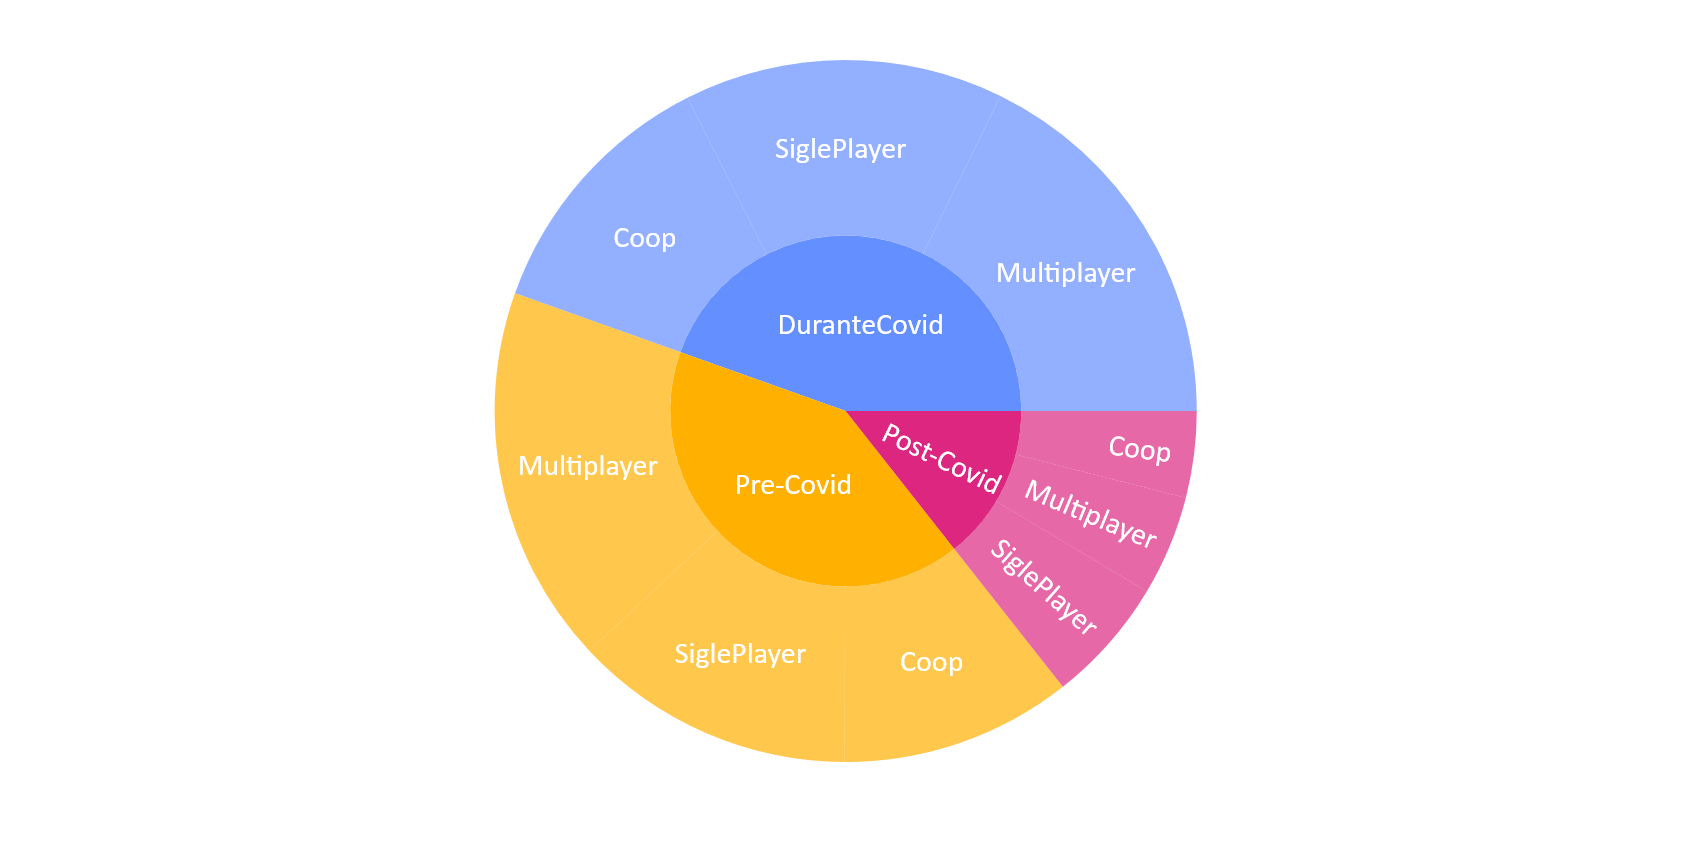 SiglePlayer
Coop
Multiplayer
DuranteCovid
Post-Covid
Coop
Multiplayer
Pre-Covid
Multiplayer
SiglePlayer
SiglePlayer
Coop